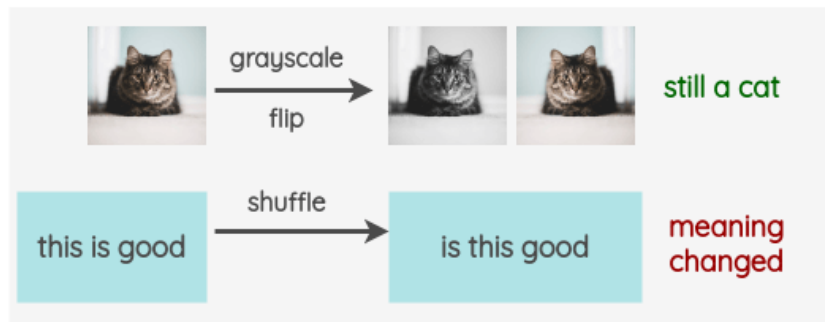 grayscale
flip
still a cat
this is good
shuffle
is this good
meaning
changed